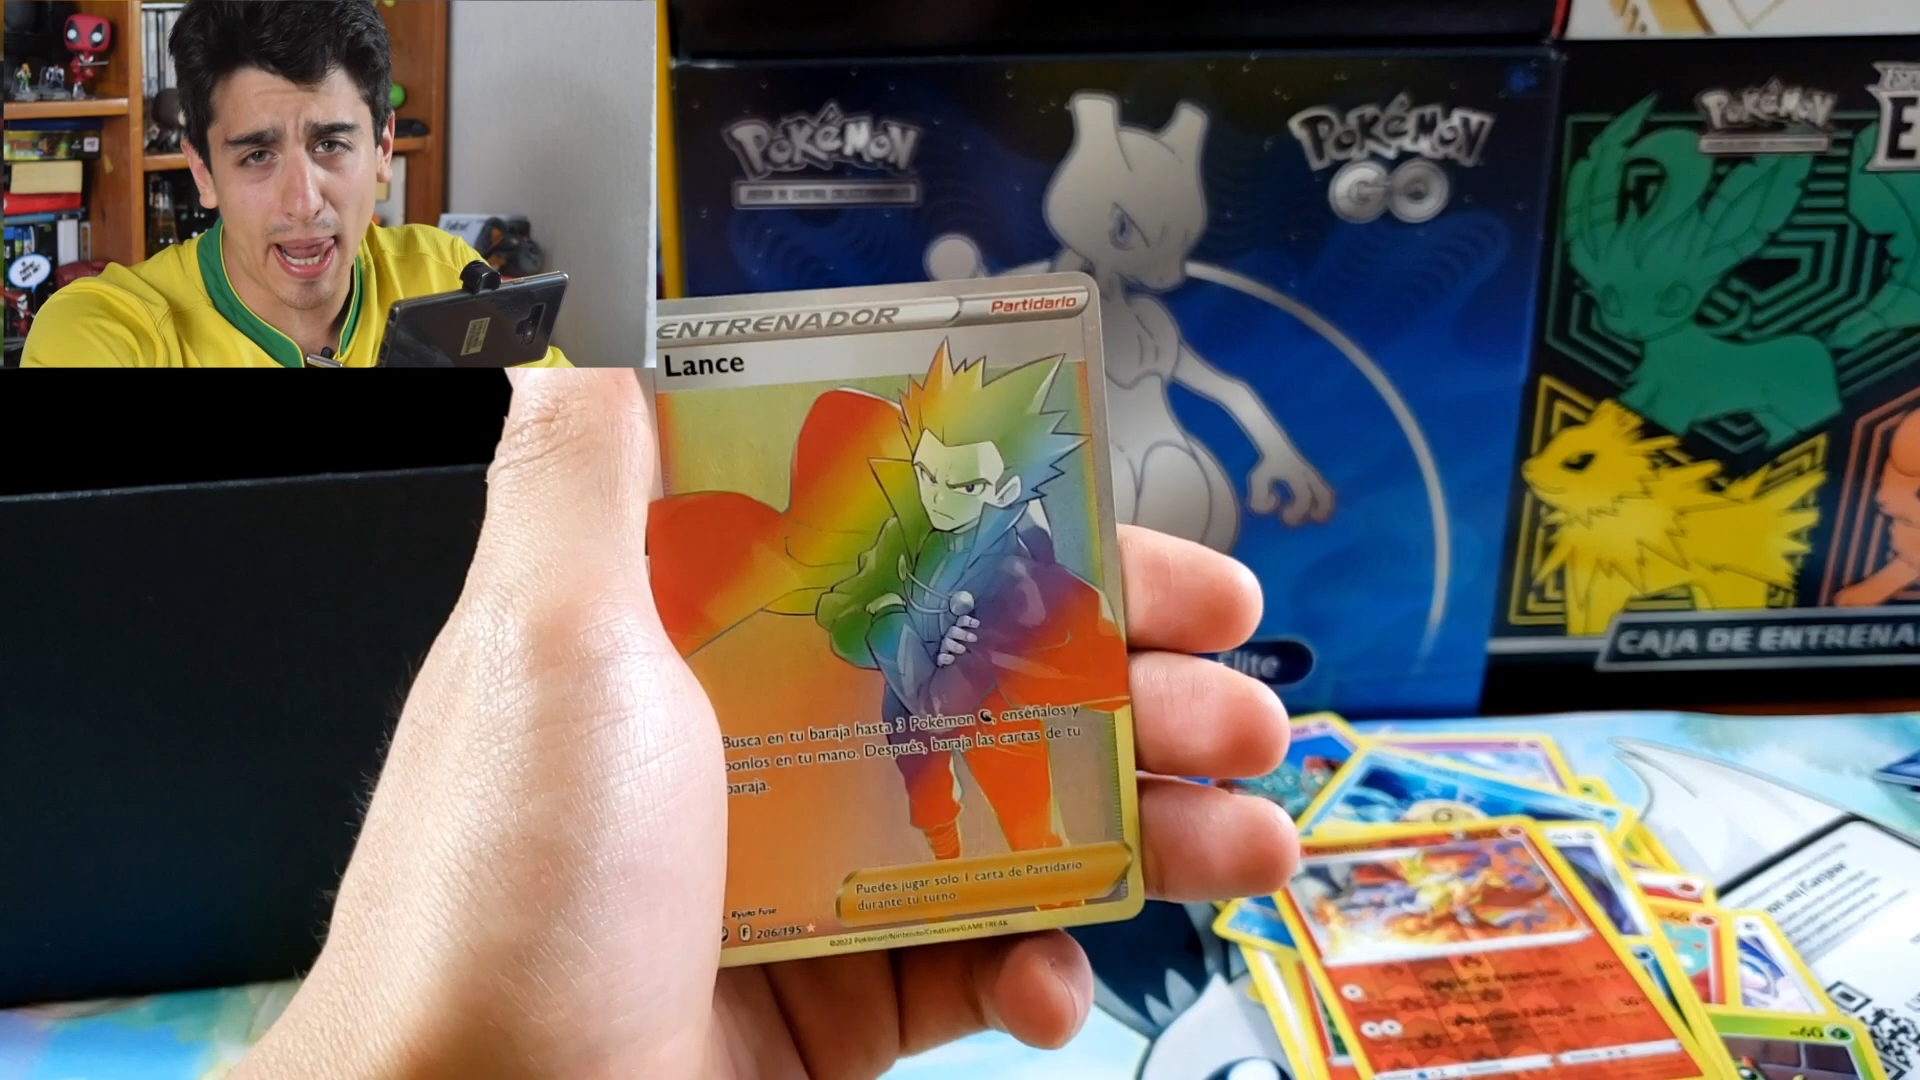 POKÉMON
POKÉMON
GO
POKÉMON
E
ENTRENADOR
Partidario
Lance
CAJA DE ENTRENA
Elite
Busca en tu baraja hasta 3 Pokémon , enséñalos y
ponlos en tu mano. Después, baraja las cartas de tu
baraja.
Puedes jugar solo 1 carta de Partidario
durante tu turno.
Ryuta Fuse
F 206/195
©2022 Pokémon/Nintendo/Creatures/GAME FREAK